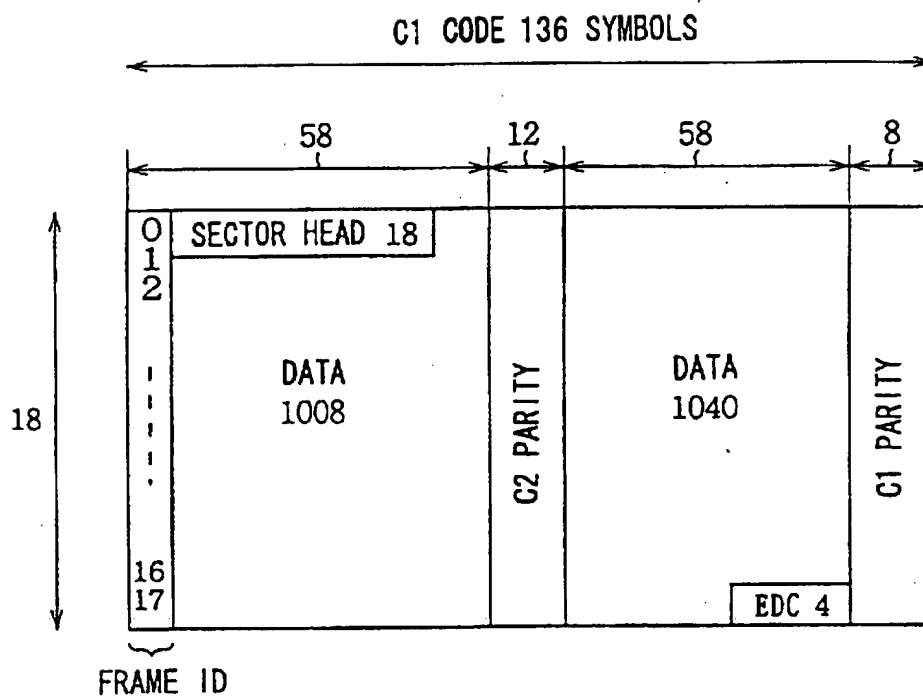 C1 CODE 136 SYMBOLS
58
12
58
8
0
SECTOR HEAD 18
1
2
DATA
1008
C2 PARITY
DATA
1040
C1 PARITY
18
16
17
EDC 4
FRAME ID